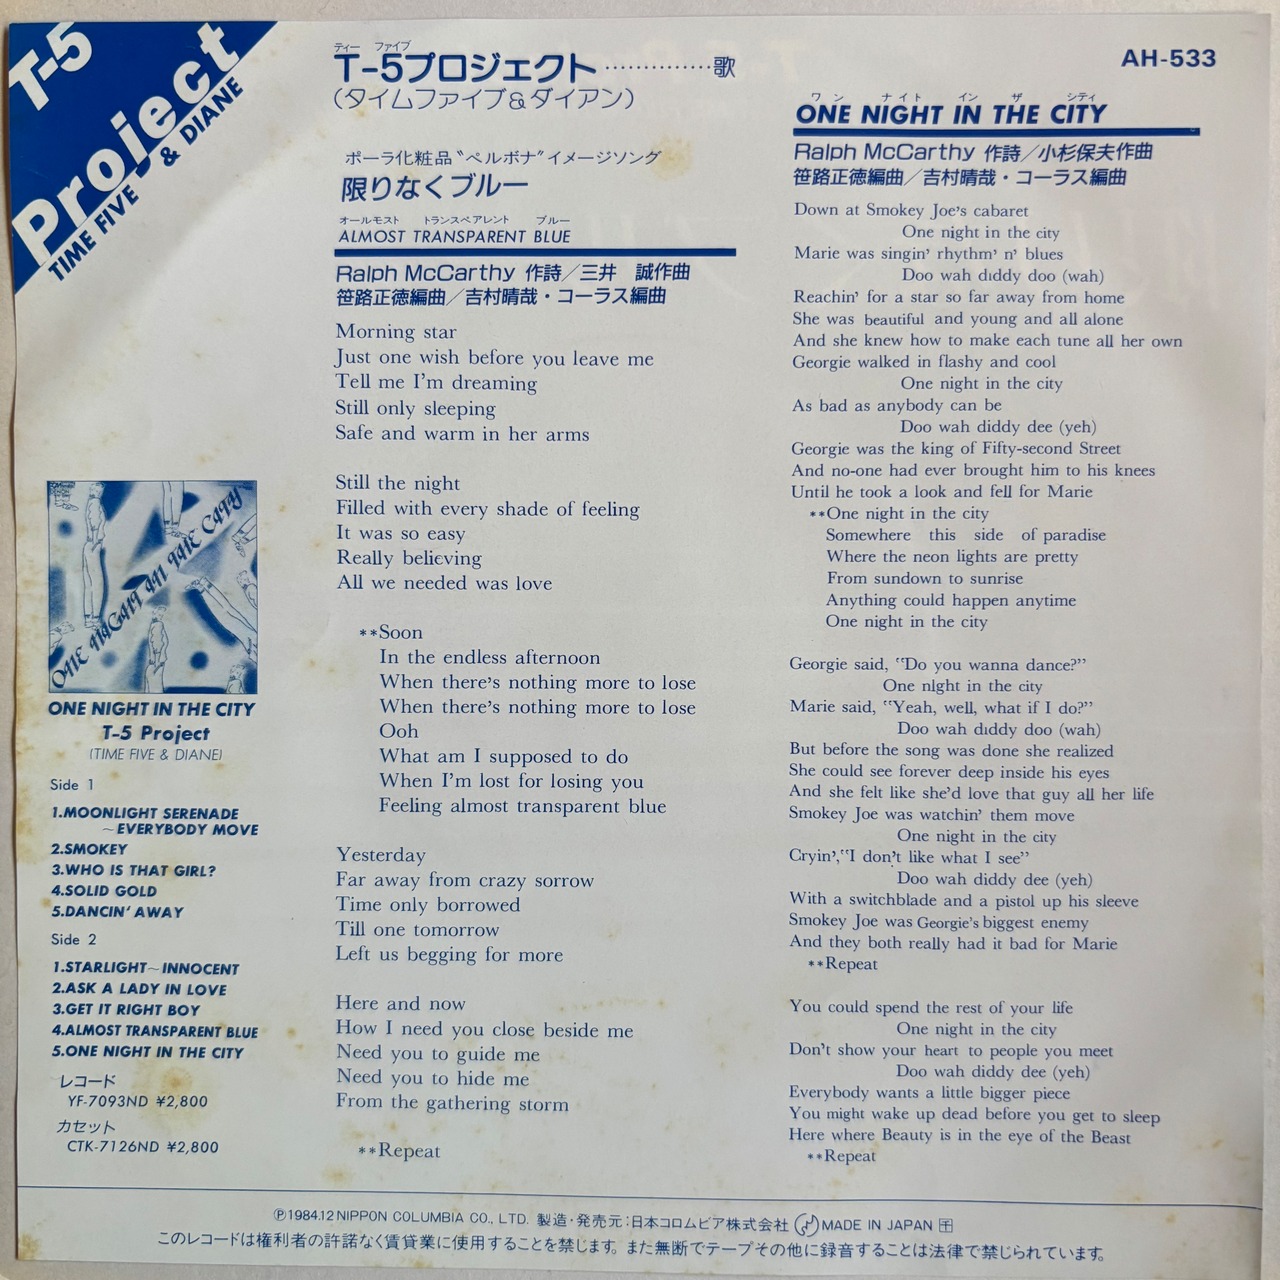 T-5
Project
TIME FIVE & DIANE
ティー ファイブ
T-5プロジェクト……………歌
(タイムファイブ&ダイアン)
ポーラ化粧品"ペルボナ"イメージソング
限りなくブルー
オールモスト トランスペアレント ブルー
ALMOST TRANSPARENT BLUE
Ralph McCarthy 作詩/三井 誠作曲
笹路正徳編曲/吉村晴哉・コーラス編曲
Morning star
Just one wish before you leave me
Tell me I'm dreaming
Still only sleeping
Safe and warm in her arms
Still the night
Filled with every shade of feeling
It was so easy
Really believing
All we needed was love
**Soon
In the endless afternoon
When there's nothing more to lose
When there's nothing more to lose
Ooh
What am I supposed to do
When I'm lost for losing you
Feeling almost transparent blue
Yesterday
Far away from crazy sorrow
Time only borrowed
Till one tomorrow
Left us begging for more
Here and now
How I need you close beside me
Need you to guide me
Need you to hide me
From the gathering storm
**Repeat
AH-533
ワン ナイト イン ザ シティ
ONE NIGHT IN THE CITY
Ralph McCarthy 作詩/小杉保夫作曲
笹路正徳編曲/吉村晴哉・コーラス編曲
Down at Smokey Joe's cabaret
One night in the city
Marie was singin' rhythm' n' blues
Doo wah diddy doo (wah)
Reachin' for a star so far away from home
She was beautiful and young and all alone
And she knew how to make each tune all her own
Georgie walked in flashy and cool
One night in the city
As bad as anybody can be
Doo wah diddy dee (yeh)
Georgie was the king of Fifty-second Street
And no-one had ever brought him to his knees
Until he took a look and fell for Marie
**One night in the city
Somewhere this side of paradise
Where the neon lights are pretty
From sundown to sunrise
Anything could happen anytime
One night in the city
Georgie said, "Do you wanna dance?"
One night in the city
Marie said, "Yeah, well, what if I do?"
Doo wah diddy doo (wah)
But before the song was done she realized
She could see forever deep inside his eyes
And she felt like she'd love that guy all her life
Smokey Joe was watchin' them move
One night in the city
Cryin',"I don't like what I see"
Doo wah diddy dee (yeh)
With a switchblade and a pistol up his sleeve
Smokey Joe was Georgie's biggest enemy
And they both really had it bad for Marie
**Repeat
You could spend the rest of your life
One night in the city
Don't show your heart to people you meet
Doo wah diddy dee (yeh)
Everybody wants a little bigger piece
You might wake up dead before you get to sleep
Here where Beauty is in the eye of the Beast
**Repeat
ONE NIGHT IN THE CITY
ONE NIGHT IN THE CITY
T-5 Project
(TIME FIVE & DIANE)
Side 1
1.MOONLIGHT SERENADE
~EVERYBODY MOVE
2.SMOKEY
3.WHO IS THAT GIRL?
4.SOLID GOLD
5.DANCIN' AWAY
Side 2
1.STARLIGHT~INNOCENT
2.ASK A LADY IN LOVE
3.GET IT RIGHT BOY
4.ALMOST TRANSPARENT BLUE
5.ONE NIGHT IN THE CITY
レコード
YF-7093ND ¥2,800
カセット
CTK-7126ND ¥2,800
Ⓟ1984.12 NIPPON COLUMBIA CO., LTD. 製造・発売元:日本コロムビア株式会社 MADE IN JAPAN 干
このレコードは権利者の許諾なく賃貸業に使用することを禁じます。また無断でテープその他に録音することは法律で禁じられています。